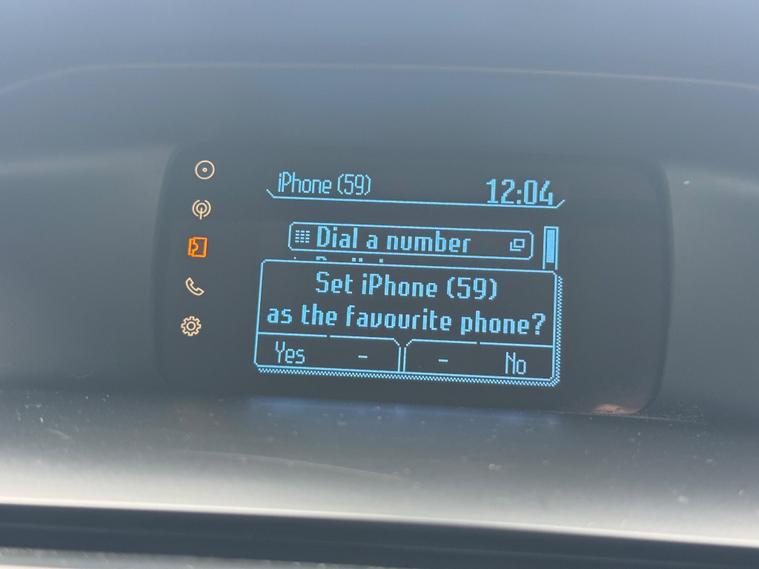 iPhone (59)
12:04
Dial a number
Set iPhone (59)
as the favourite phone?
Yes - - No